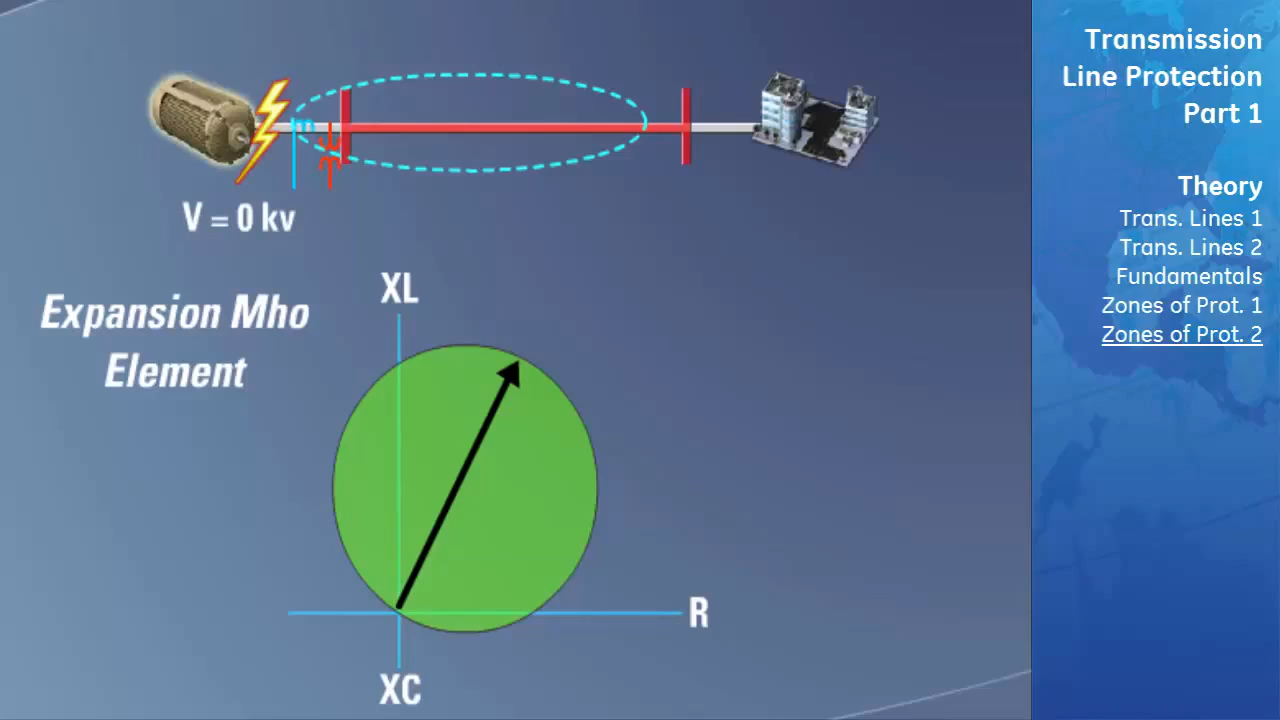 V = 0 kv
Expansion Mho
Element
XL
R
XC
Transmission
Line Protection
Part 1
Theory
Trans. Lines 1
Trans. Lines 2
Fundamentals
Zones of Prot. 1
Zones of Prot. 2